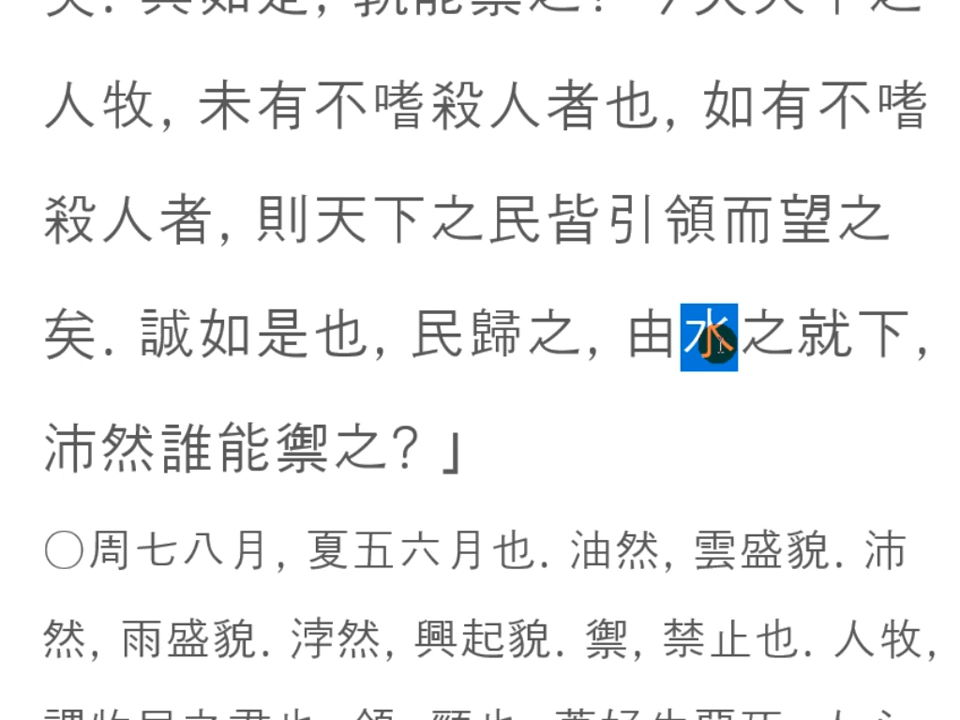 人牧, 未有不嗜殺人者也, 如有不嗜
殺人者, 則天下之民皆引領而望之
矣. 誠如是也, 民歸之, 由水之就下,
沛然誰能禦之? 」
〇周七八月, 夏五六月也. 油然, 雲盛貌. 沛
然, 雨盛貌. 浡然, 興起貌. 禦, 禁止也. 人牧,